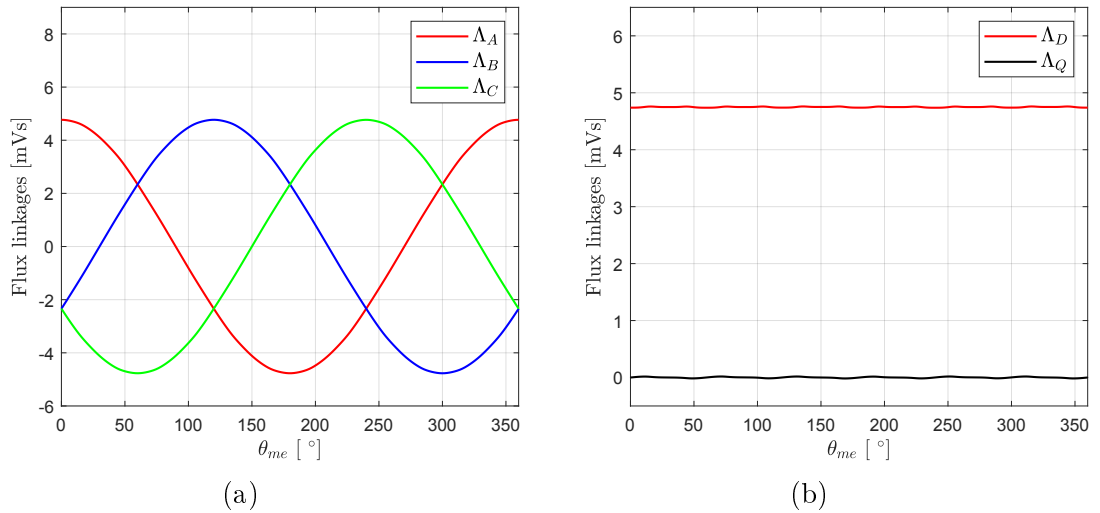 Flux linkages [mVs]
8
6
4
2
0
-2
-4
-6
0 50 100 150 200 250 300 350
θ_me [ °]
Λ_A
Λ_B
Λ_C
(a)
Flux linkages [mVs]
6
5
4
3
2
1
0
0 50 100 150 200 250 300 350
θ_me [ °]
Λ_D
Λ_Q
(b)